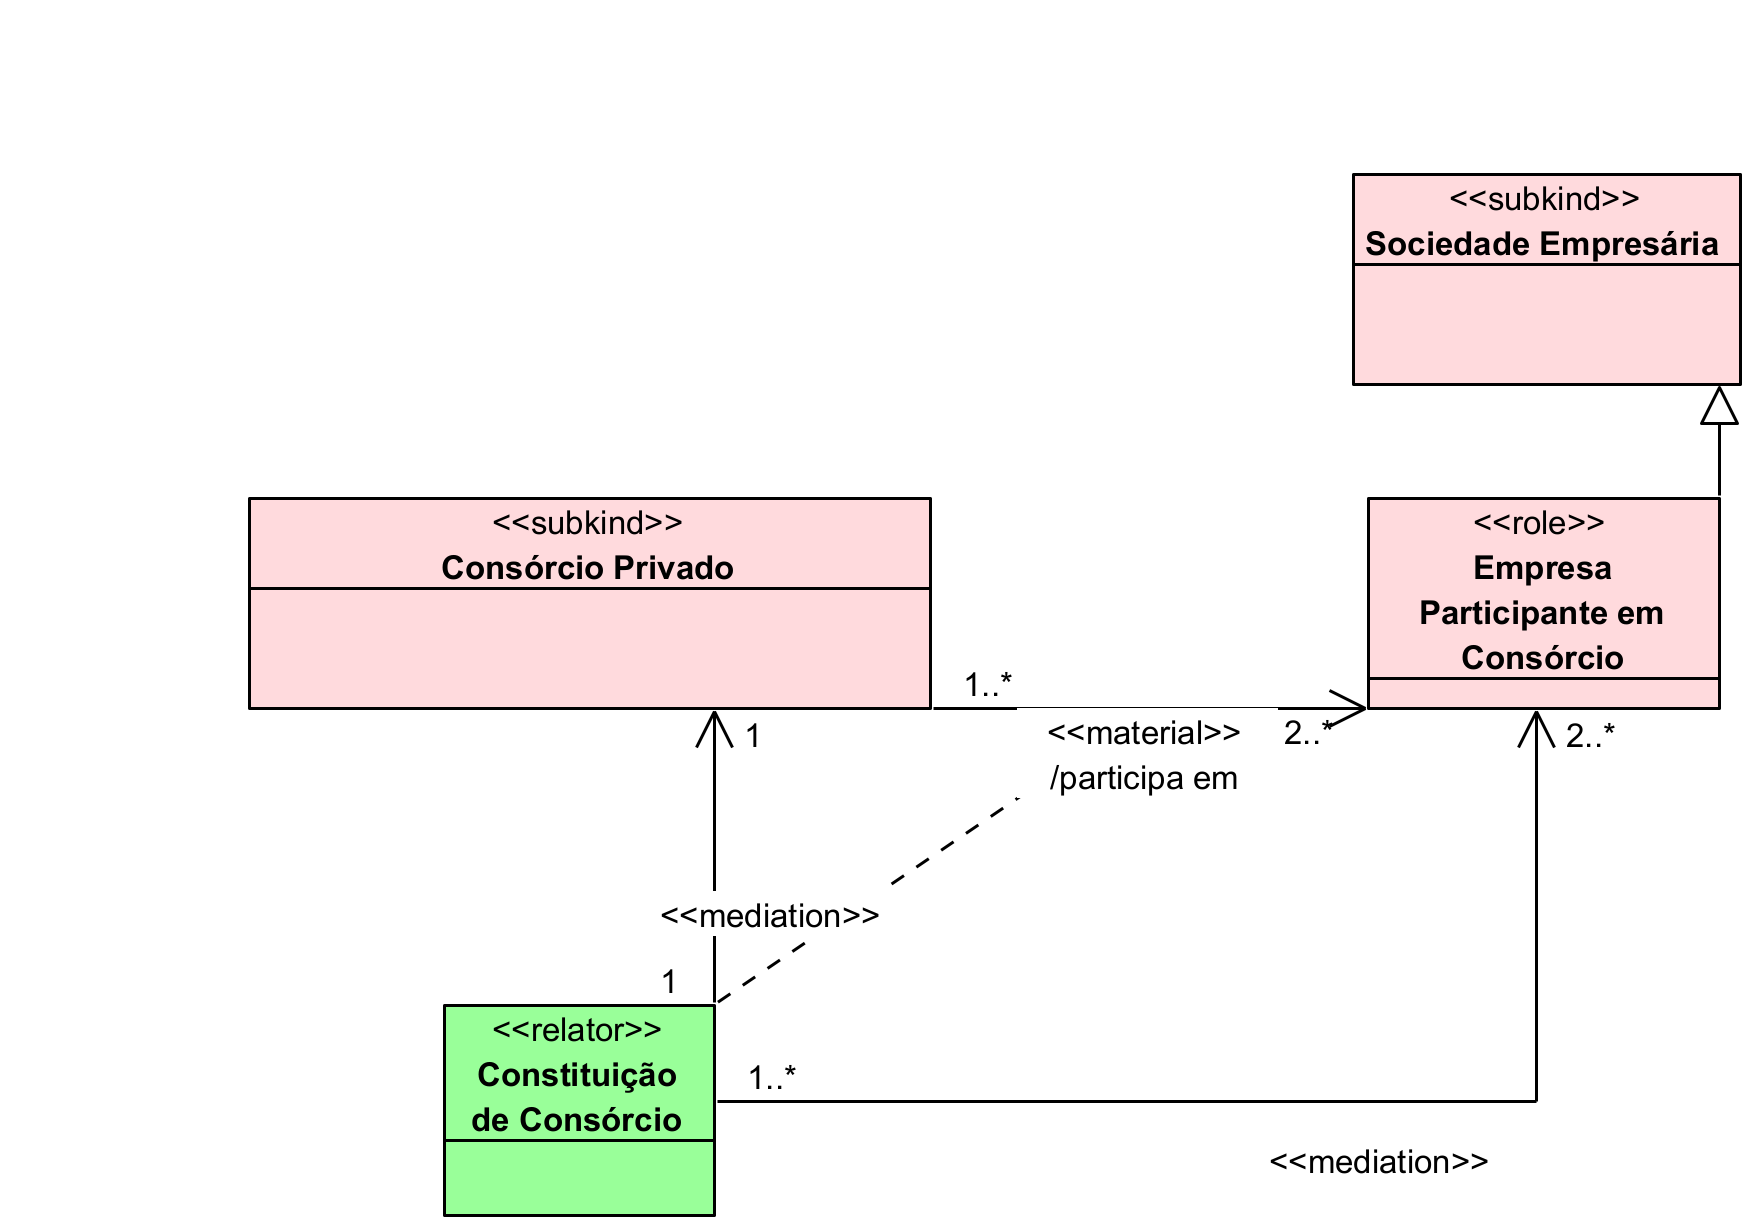 <<subkind>>
Sociedade Empresária
<<subkind>>
Consórcio Privado
<<role>>
Empresa
Participante em
Consórcio
1..*
<<material>>
/participa em
2..*
1
2..*
<<mediation>>
1
<<relator>>
Constituição
de Consórcio
1..*
<<mediation>>